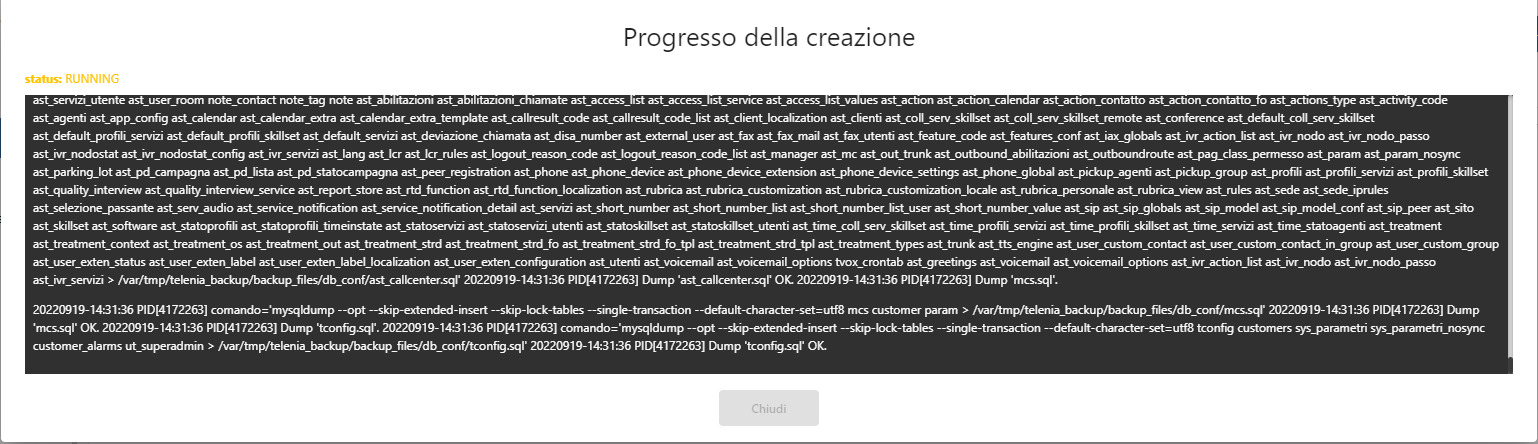 Progresso della creazione
status: RUNNING
ast_servizi_utente ast_user_room note_contact note_tag note ast_abilitazioni ast_abilitazioni_chiamate ast_access_list ast_access_list_service ast_access_list_values ast_action ast_action_calendar ast_action_contatto ast_action_contatto_fo ast_actions_type ast_activity_code
ast_agenti ast_app_config ast_calendar ast_calendar_extra ast_calendar_extra_template ast_callresult_code ast_callresult_code_list ast_client_localization ast_clienti ast_coll_serv_skillset ast_coll_serv_skillset_remote ast_conference ast_default_coll_serv_skillset
ast_default_profili_servizi ast_default_profili_skillset ast_default_servizi ast_deviazione_chiamata ast_disa_number ast_external_user ast_fax ast_fax_mail ast_fax_utenti ast_feature_code ast_features_conf ast_iax_globals ast_ivr_action_list ast_ivr_nodo ast_ivr_nodo_passo
ast_ivr_nodostat ast_ivr_nodostat_config ast_ivr_servizi ast_lang ast_lcr ast_lcr_rules ast_logout_reason_code ast_logout_reason_code_list ast_manager ast_mc ast_out_trunk ast_outbound_abilitazioni ast_outboundroute ast_pag_class_permesso ast_param ast_param_nosync
ast_parking_lot ast_pd_campagna ast_pd_lista ast_pd_statocampagna ast_peer_registration ast_phone ast_phone_device ast_phone_device_extension ast_phone_device_settings ast_phone_global ast_pickup_agenti ast_pickup_group ast_profili ast_profili_servizi ast_profili_skillset
ast_quality_interview ast_quality_interview_service ast_report_store ast_rtd_function ast_rtd_function_localization ast_rubrica ast_rubrica_customization ast_rubrica_customization_locale ast_rubrica_personale ast_rubrica_view ast_rules ast_sede ast_sede_iprules
ast_selezione_passante ast_serv_audio ast_service_notification ast_service_notification_detail ast_servizi ast_short_number ast_short_number_list ast_short_number_list_user ast_short_number_value ast_sip ast_sip_globals ast_sip_model ast_sip_model_conf ast_sip_peer ast_sito
ast_skillset ast_software ast_statoprofili ast_statoprofili_timeinstate ast_statoservizi ast_statoservizi_utenti ast_statoskillset ast_statoskillset_utenti ast_time_coll_serv_skillset ast_time_profili_servizi ast_time_profili_skillset ast_time_servizi ast_time_statoagenti ast_treatment
ast_treatment_context ast_treatment_os ast_treatment_out ast_treatment_strd ast_treatment_strd_fo ast_treatment_strd_fo_tpl ast_treatment_strd_tpl ast_treatment_types ast_trunk ast_tts_engine ast_user_custom_contact ast_user_custom_contact_in_group ast_user_custom_group
ast_user_exten_status ast_user_exten_label ast_user_exten_label_localization ast_user_exten_configuration ast_utenti ast_voicemail ast_voicemail_options tvox_crontab ast_greetings ast_voicemail ast_voicemail_options ast_ivr_action_list ast_ivr_nodo ast_ivr_nodo_passo
ast_ivr_servizi > /var/tmp/telenia_backup/backup_files/db_conf/ast_callcenter.sql' 20220919-14:31:36 PID[4172263] Dump 'ast_callcenter.sql' OK. 20220919-14:31:36 PID[4172263] Dump 'mcs.sql'.
20220919-14:31:36 PID[4172263] comando='mysqldump --opt --skip-extended-insert --skip-lock-tables --single-transaction --default-character-set=utf8 mcs customer param > /var/tmp/telenia_backup/backup_files/db_conf/mcs.sql' 20220919-14:31:36 PID[4172263] Dump
'mcs.sql' OK. 20220919-14:31:36 PID[4172263] Dump 'tconfig.sql'. 20220919-14:31:36 PID[4172263] comando='mysqldump --opt --skip-extended-insert --skip-lock-tables --single-transaction --default-character-set=utf8 tconfig customers sys_parametri sys_parametri_nosync
customer_alarms ut_superadmin > /var/tmp/telenia_backup/backup_files/db_conf/tconfig.sql' 20220919-14:31:36 PID[4172263] Dump 'tconfig.sql' OK.
Chiudi